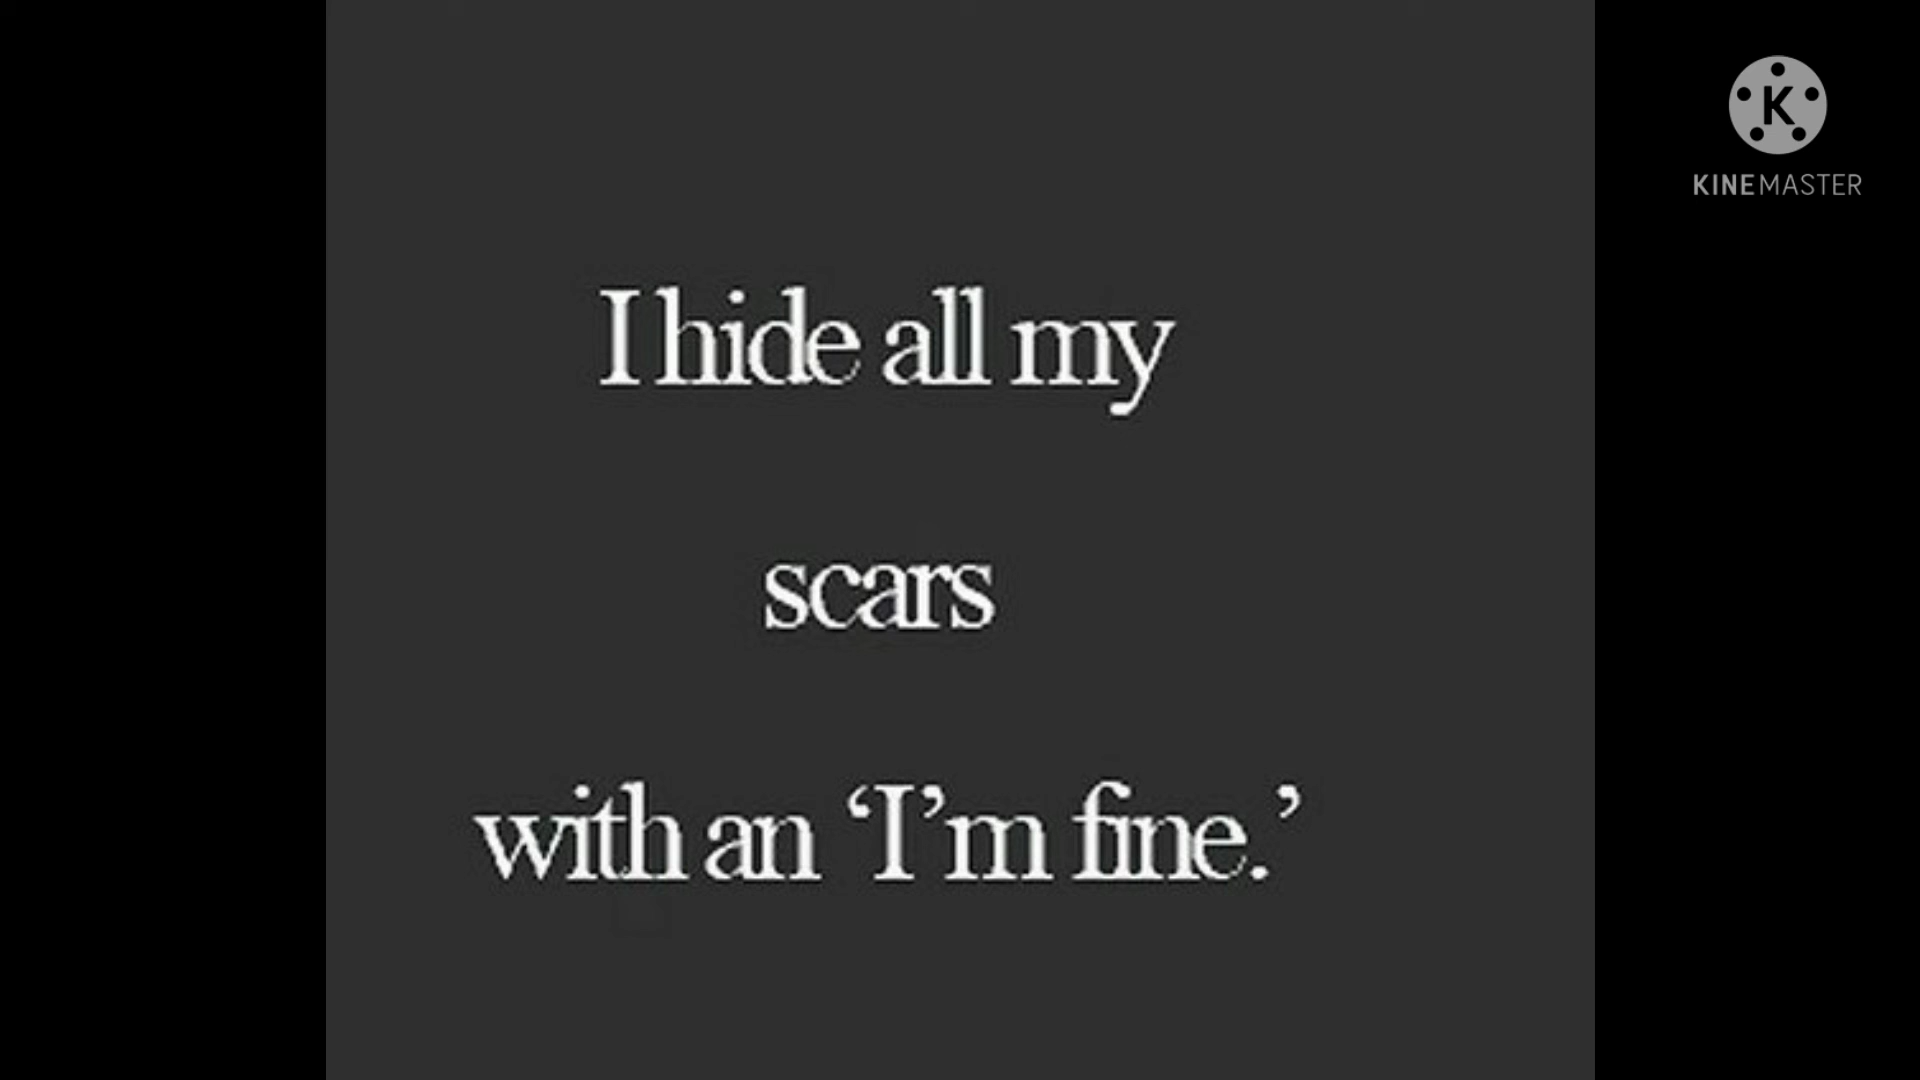 I hide all my
scars
with an ‘I’m fine.’
K
KINEMASTER